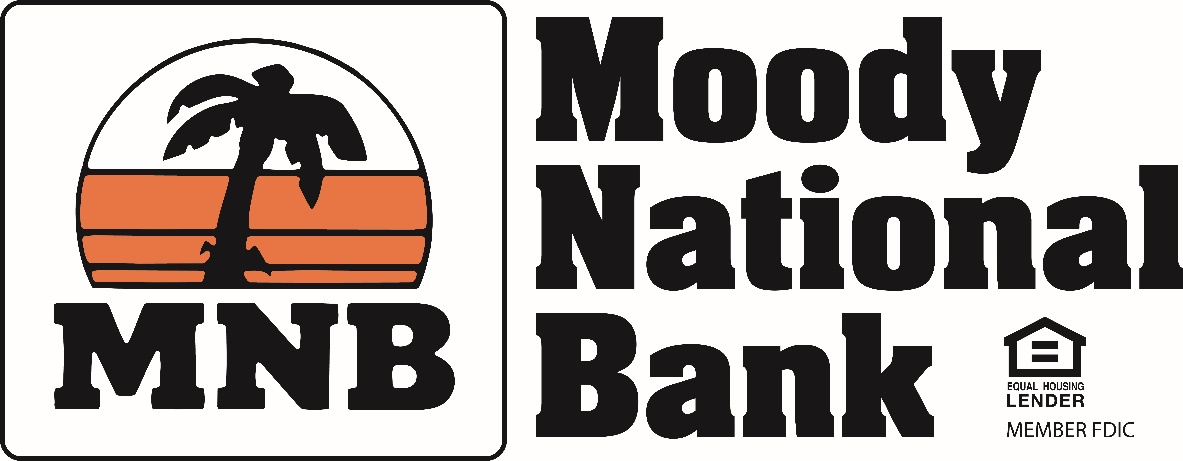 MNB
Moody
National
Bank
EQUAL HOUSING
LENDER
MEMBER FDIC